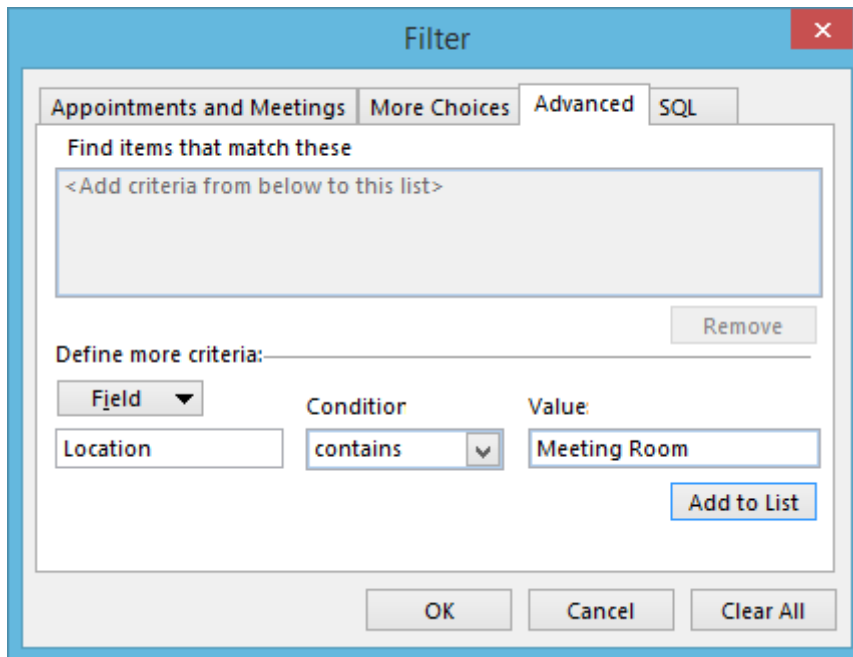 Filter
Appointments and Meetings More Choices Advanced SQL
Find items that match these
<Add criteria from below to this list>
Remove
Define more criteria:
Field Condition Value:
Location contains Meeting Room
Add to List
OK Cancel Clear All